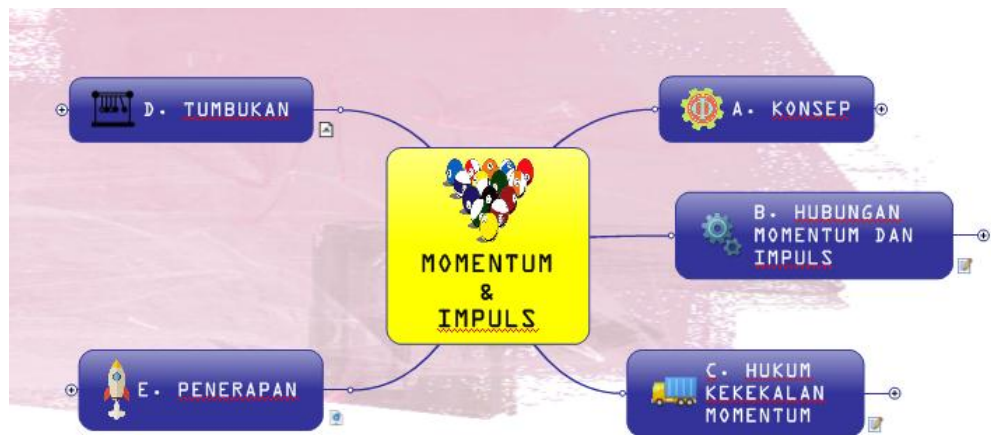 D. TUMBUKAN
A. KONSEP
B. HUBUNGAN
MOMENTUM DAN
IMPULS
MOMENTUM
&
IMPULS
E. PENERAPAN
C. HUKUM
KEKEKALAN
MOMENTUM